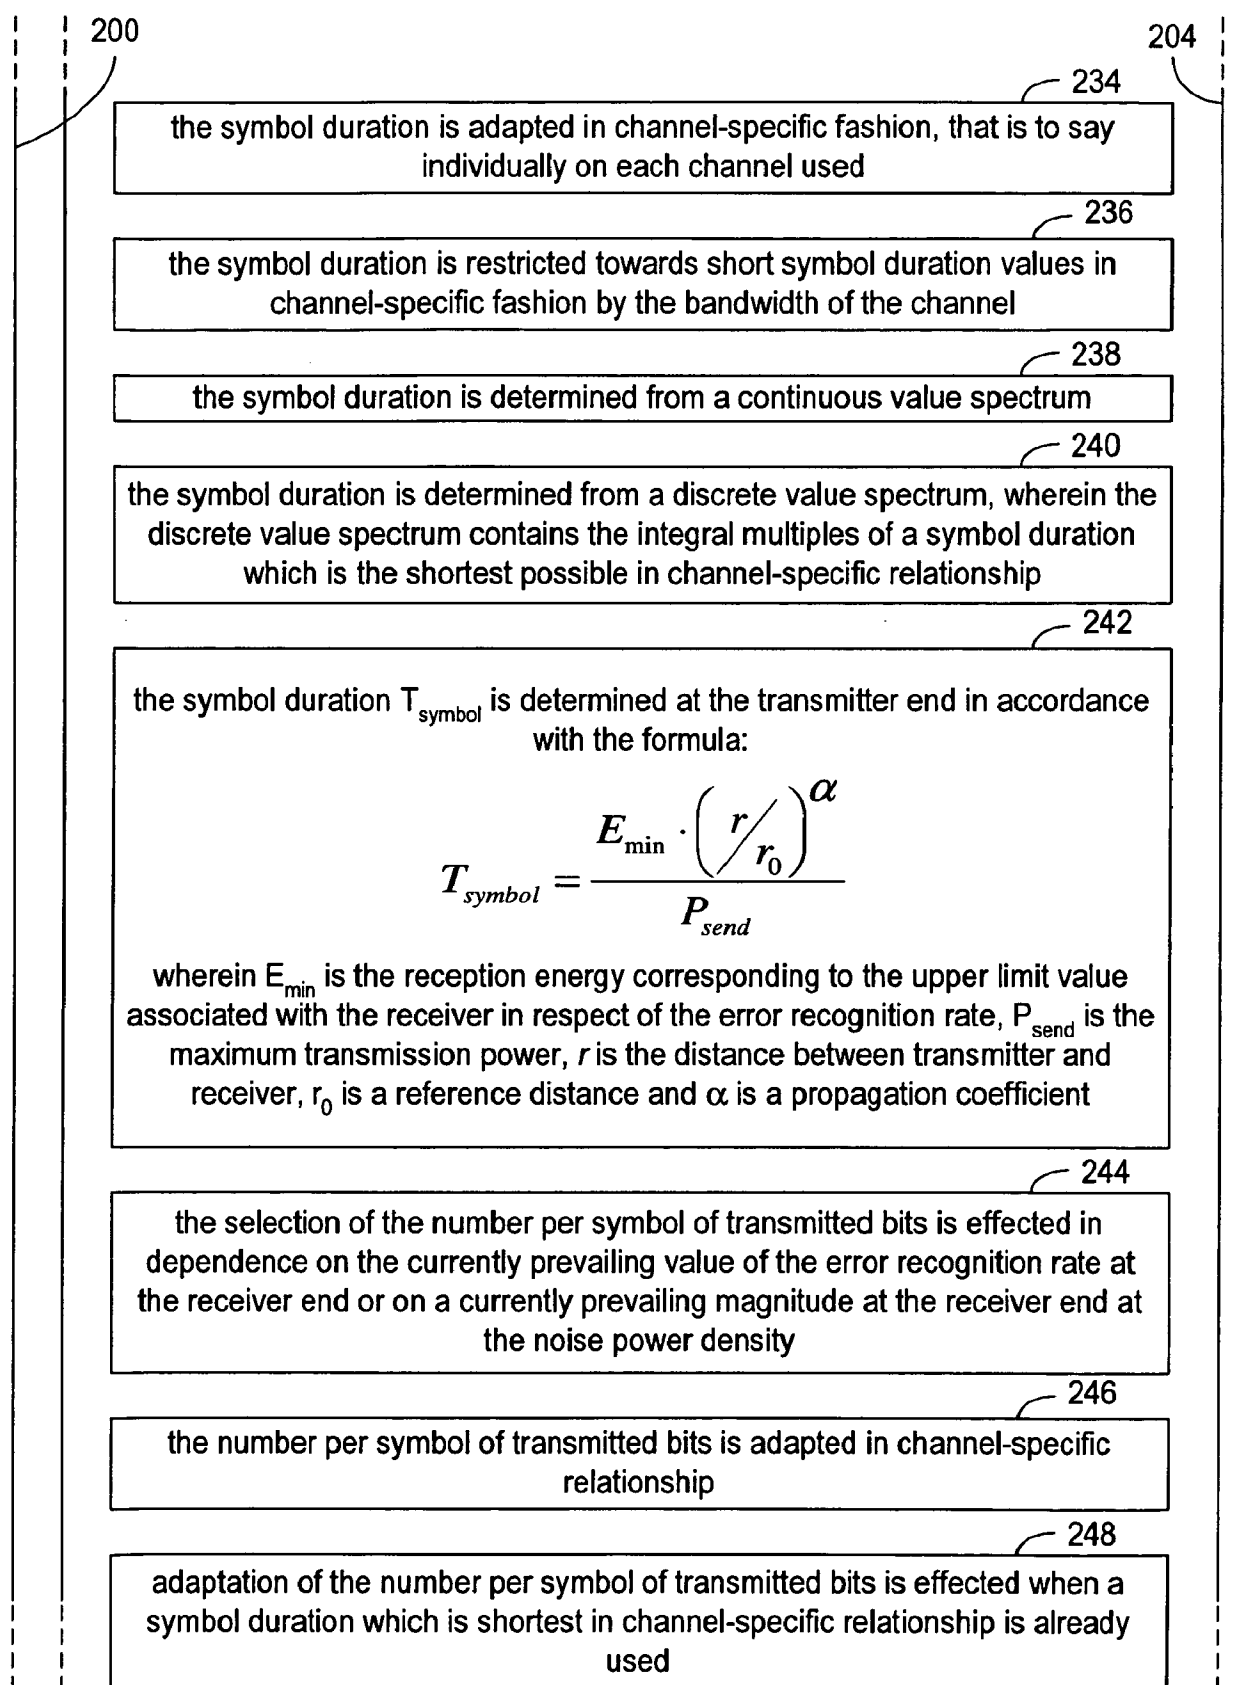 200
204
234
the symbol duration is adapted in channel-specific fashion, that is to say
individually on each channel used
236
the symbol duration is restricted towards short symbol duration values in
channel-specific fashion by the bandwidth of the channel
238
the symbol duration is determined from a continuous value spectrum
240
the symbol duration is determined from a discrete value spectrum, wherein the
discrete value spectrum contains the integral multiples of a symbol duration
which is the shortest possible in channel-specific relationship
242
the symbol duration T_symbol is determined at the transmitter end in accordance
with the formula:
T_symbol = E_min · (r/r_0)^α / P_send
wherein E_min is the reception energy corresponding to the upper limit value
associated with the receiver in respect of the error recognition rate, P_send is the
maximum transmission power, r is the distance between transmitter and
receiver, r_0 is a reference distance and α is a propagation coefficient
244
the selection of the number per symbol of transmitted bits is effected in
dependence on the currently prevailing value of the error recognition rate at
the receiver end or on a currently prevailing magnitude at the receiver end at
the noise power density
246
the number per symbol of transmitted bits is adapted in channel-specific
relationship
248
adaptation of the number per symbol of transmitted bits is effected when a
symbol duration which is shortest in channel-specific relationship is already
used